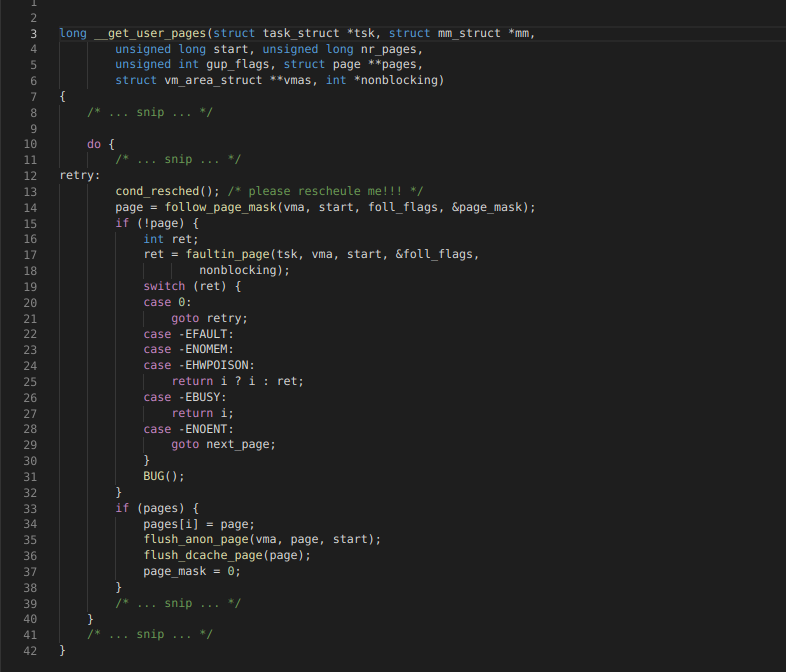 1
2
3 long __get_user_pages(struct task_struct *tsk, struct mm_struct *mm,
4         unsigned long start, unsigned long nr_pages,
5         unsigned int gup_flags, struct page **pages,
6         struct vm_area_struct **vmas, int *nonblocking)
7 {
8     /* ... snip ... */
9
10     do {
11         /* ... snip ... */
12 retry:
13         cond_resched(); /* please rescheule me!!! */
14         page = follow_page_mask(vma, start, foll_flags, &page_mask);
15         if (!page) {
16             int ret;
17             ret = faultin_page(tsk, vma, start, &foll_flags,
18                     nonblocking);
19             switch (ret) {
20             case 0:
21                 goto retry;
22             case -EFAULT:
23             case -ENOMEM:
24             case -EHWPOISON:
25                 return i ? i : ret;
26             case -EBUSY:
27                 return i;
28             case -ENOENT:
29                 goto next_page;
30             }
31             BUG();
32         }
33         if (pages) {
34             pages[i] = page;
35             flush_anon_page(vma, page, start);
36             flush_dcache_page(page);
37             page_mask = 0;
38         }
39         /* ... snip ... */
40     }
41     /* ... snip ... */
42 }